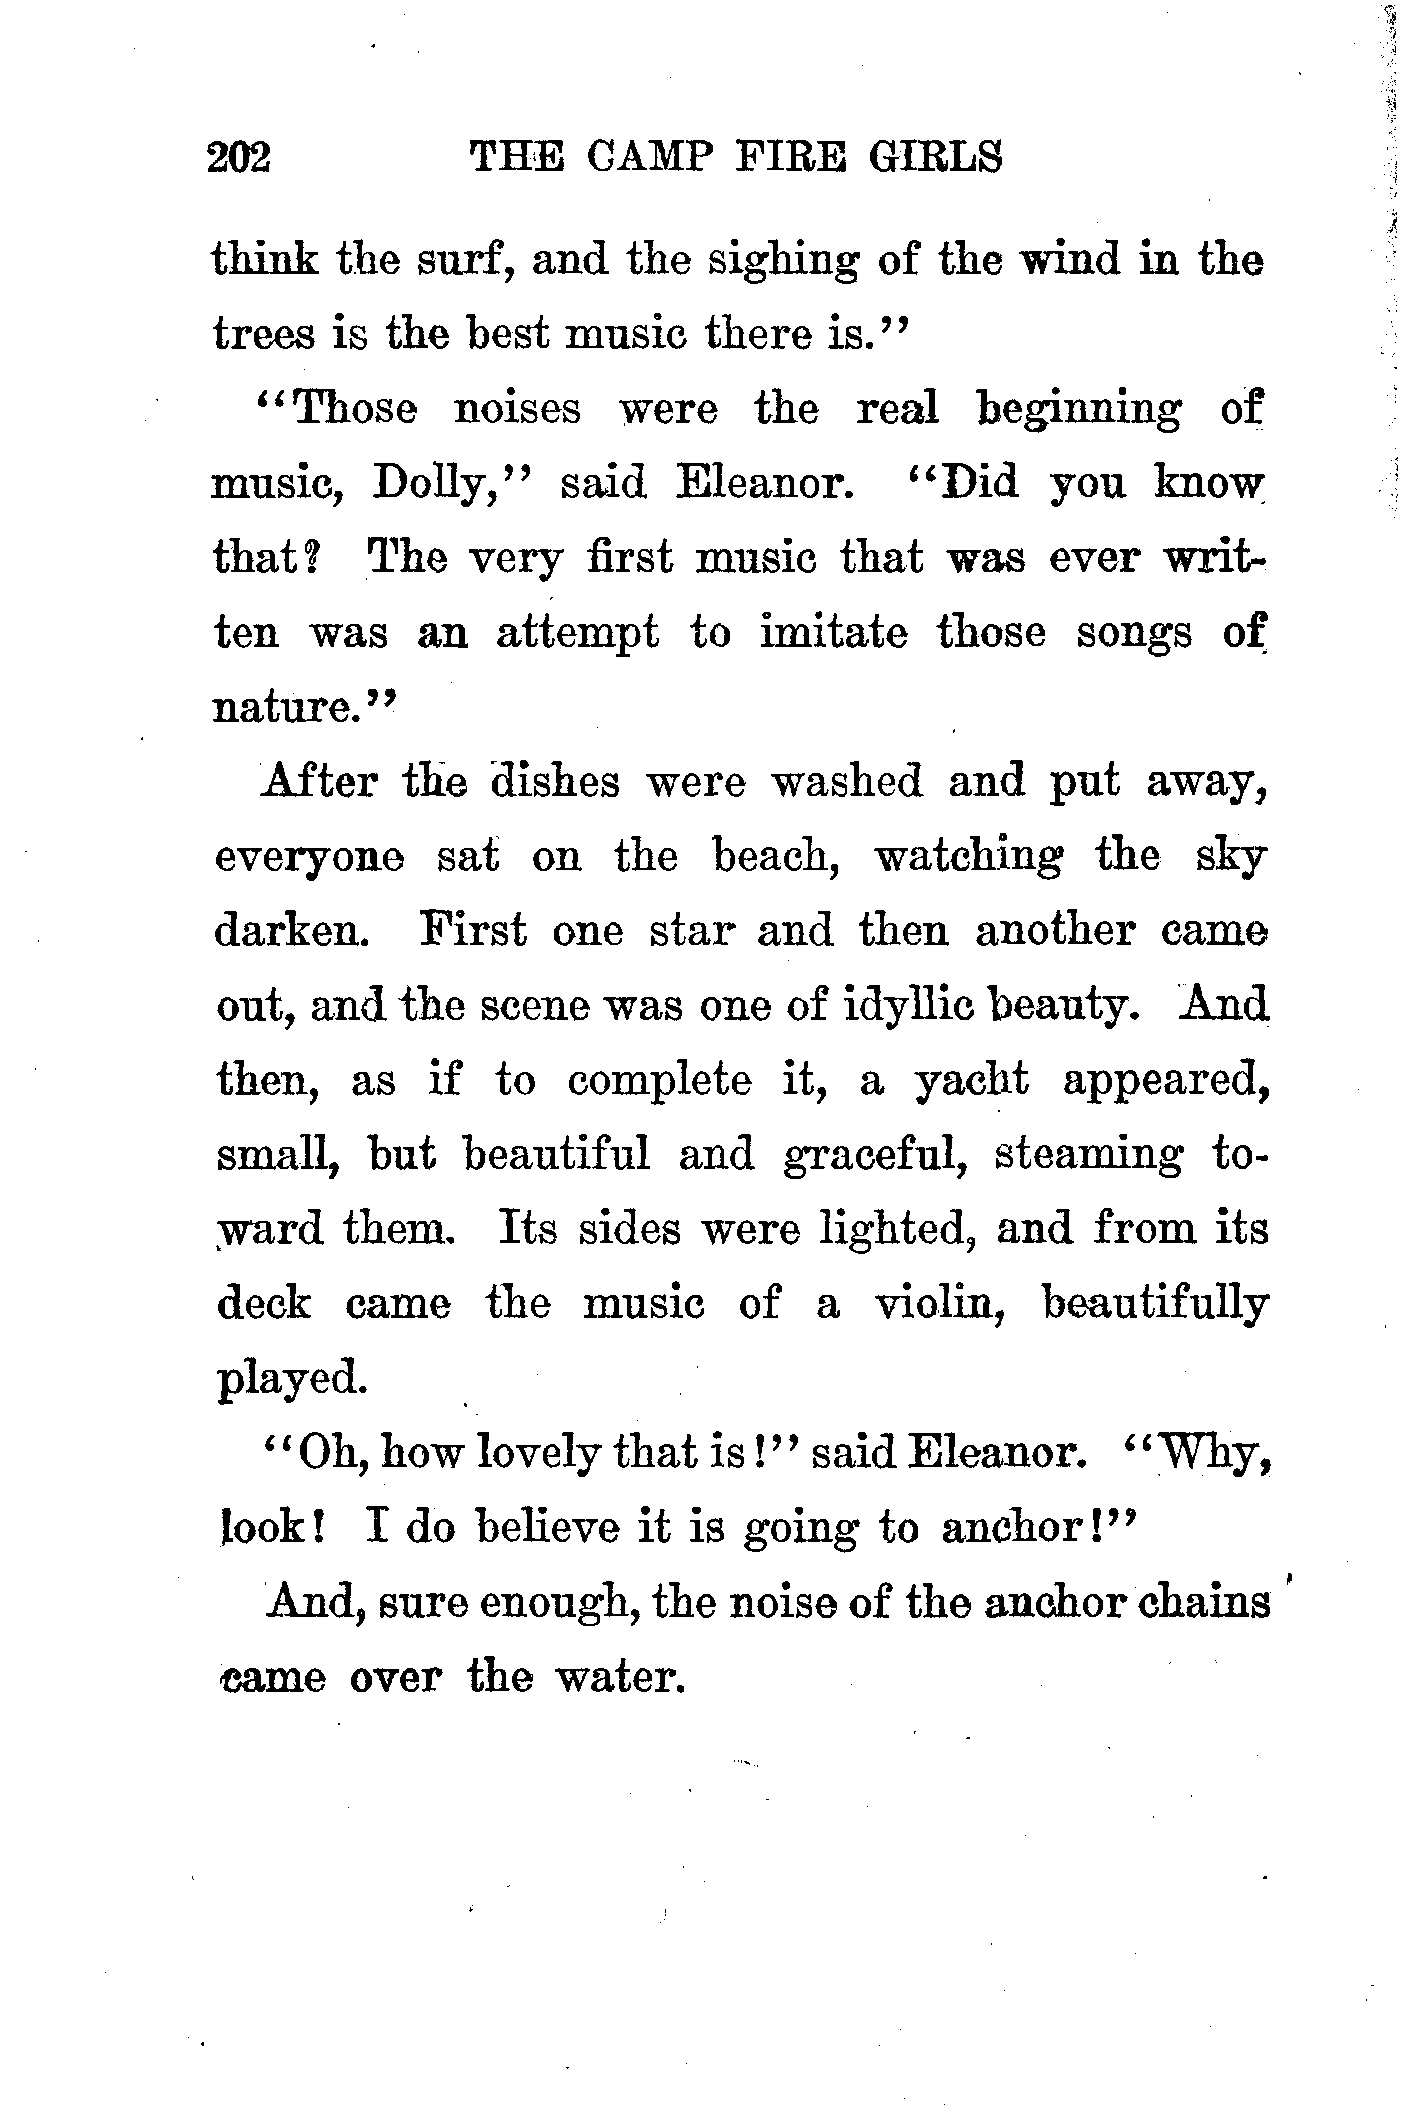 202 THE CAMP FIRE GIRLS
think the surf, and the sighing of the wind in the
trees is the best music there is."
"Those noises were the real beginning of
music, Dolly," said Eleanor. "Did you know
that? The very first music that was ever writ-
ten was an attempt to imitate those songs of
nature."
After the dishes were washed and put away,
everyone sat on the beach, watching the sky
darken. First one star and then another came
out, and the scene was one of idyllic beauty. And
then, as if to complete it, a yacht appeared,
small, but beautiful and graceful, steaming to-
ward them. Its sides were lighted, and from its
deck came the music of a violin, beautifully
played.
"Oh, how lovely that is!" said Eleanor. "Why,
look! I do believe it is going to anchor!"
And, sure enough, the noise of the anchor chains
came over the water.